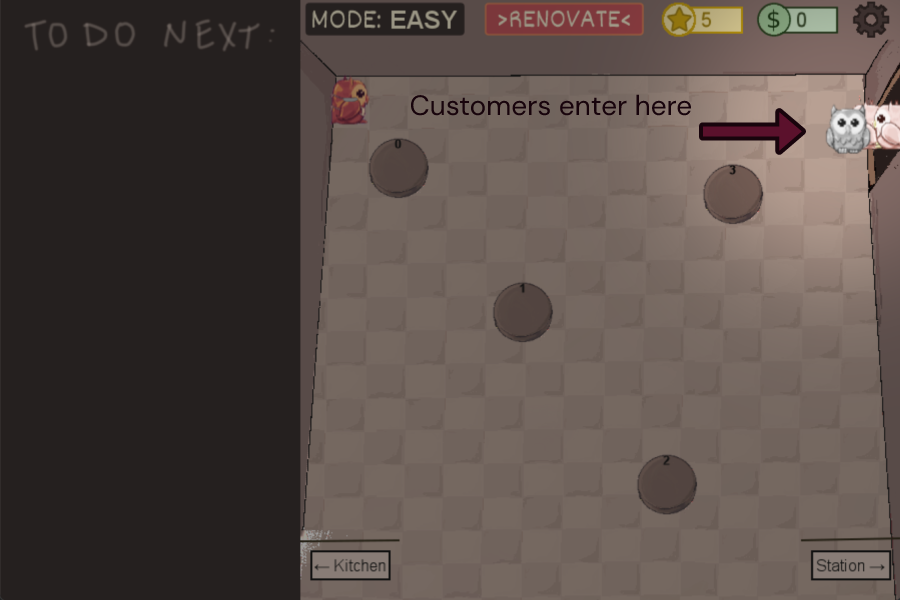 TO DO NEXT:
MODE: EASY
>RENOVATE<
5
$ 0
Customers enter here
0
3
1
2
← Kitchen
Station →